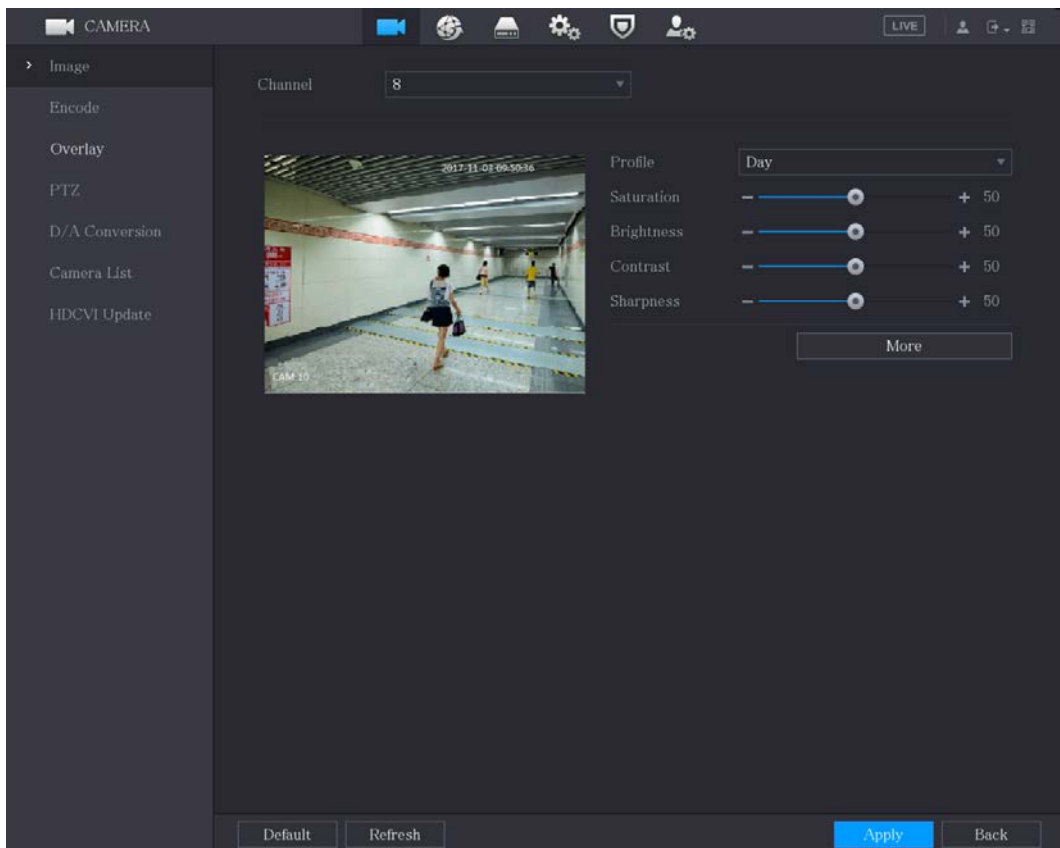 CAMERA
LIVE
Image
Encode
Overlay
PTZ
D/A Conversion
Camera List
HDCVI Update
Channel 8
2017-11-01 09:50:36
CAM 10
Profile Day
Saturation - + 50
Brightness - + 50
Contrast - + 50
Sharpness - + 50
More
Default Refresh Apply Back